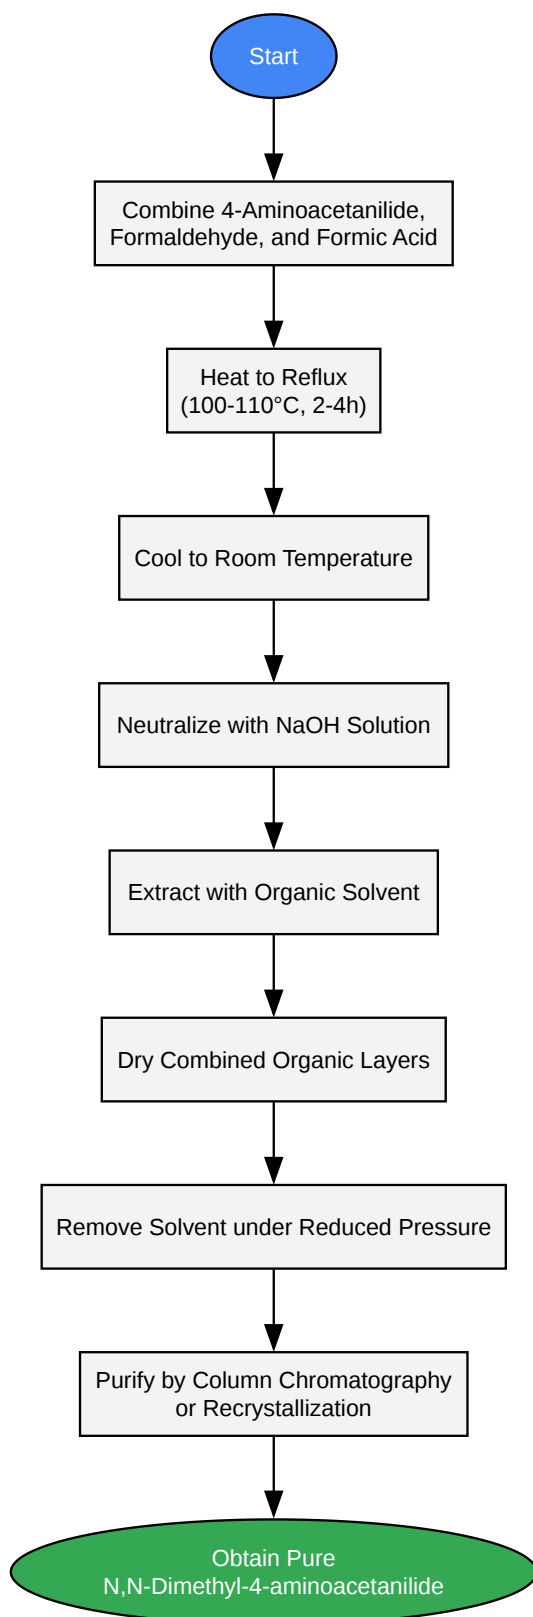 Start
Combine 4-Aminoacetanilide,
Formaldehyde, and Formic Acid
Heat to Reflux
(100-110°C, 2-4h)
Cool to Room Temperature
Neutralize with NaOH Solution
Extract with Organic Solvent
Dry Combined Organic Layers
Remove Solvent under Reduced Pressure
Purify by Column Chromatography
or Recrystallization
Obtain Pure
N,N-Dimethyl-4-aminoacetanilide